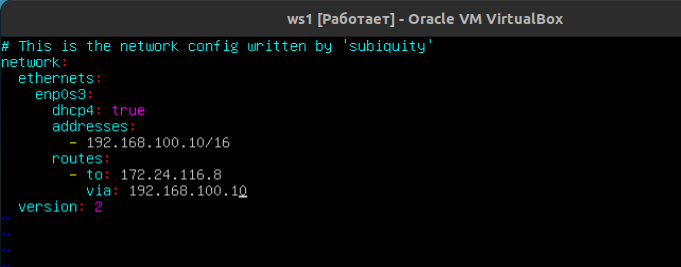 ws1 [Работает] - Oracle VM VirtualBox
# This is the network config written by 'subiquity'
network:
  ethernets:
    enp0s3:
      dhcp4: true
      addresses:
        - 192.168.100.10/16
      routes:
        - to: 172.24.116.8
          via: 192.168.100.10
  version: 2
~
~
~
~